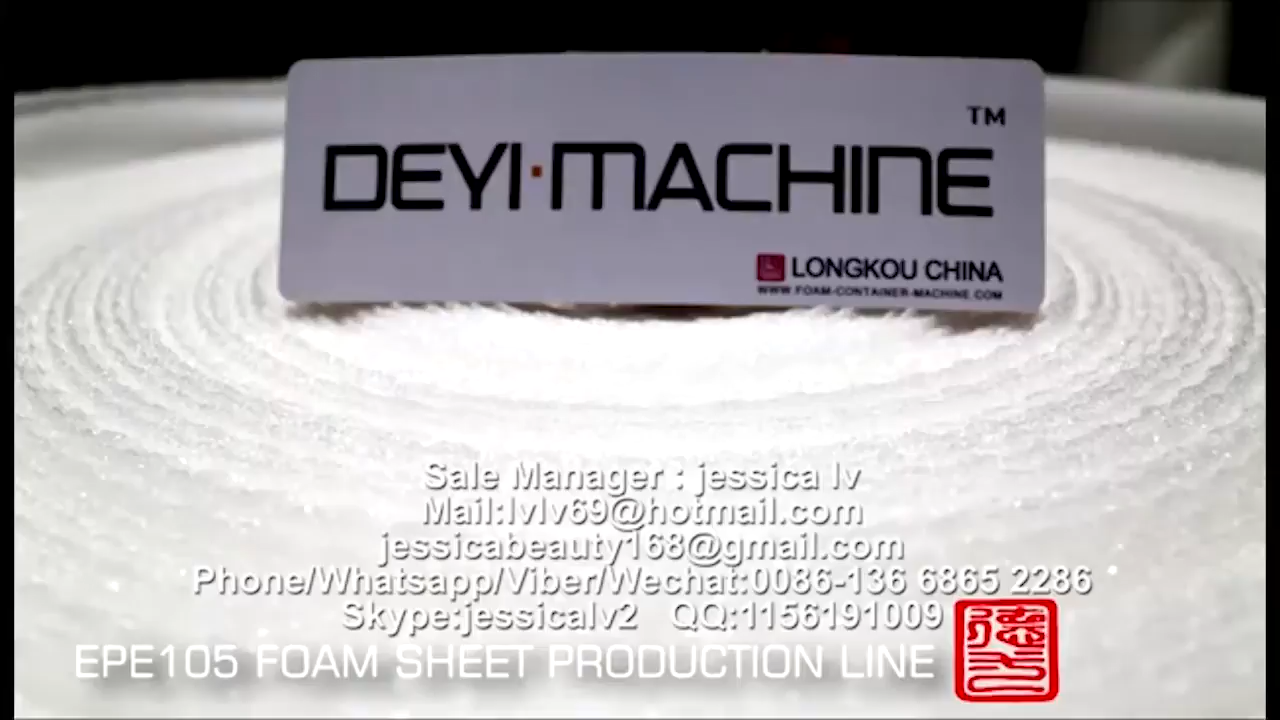 TM
DEYI·MACHINE
LONGKOU CHINA
WWW.FOAM-CONTAINER-MACHINE.COM
Sale Manager : jessica lv
Mail:lvlv69@hotmail.com
jessicabeauty168@gmail.com
Phone/Whatsapp/Viber/Wechat:0086-136 6865 2286
Skype:jessicalv2 QQ:1156191009
EPE105 FOAM SHEET PRODUCTION LINE